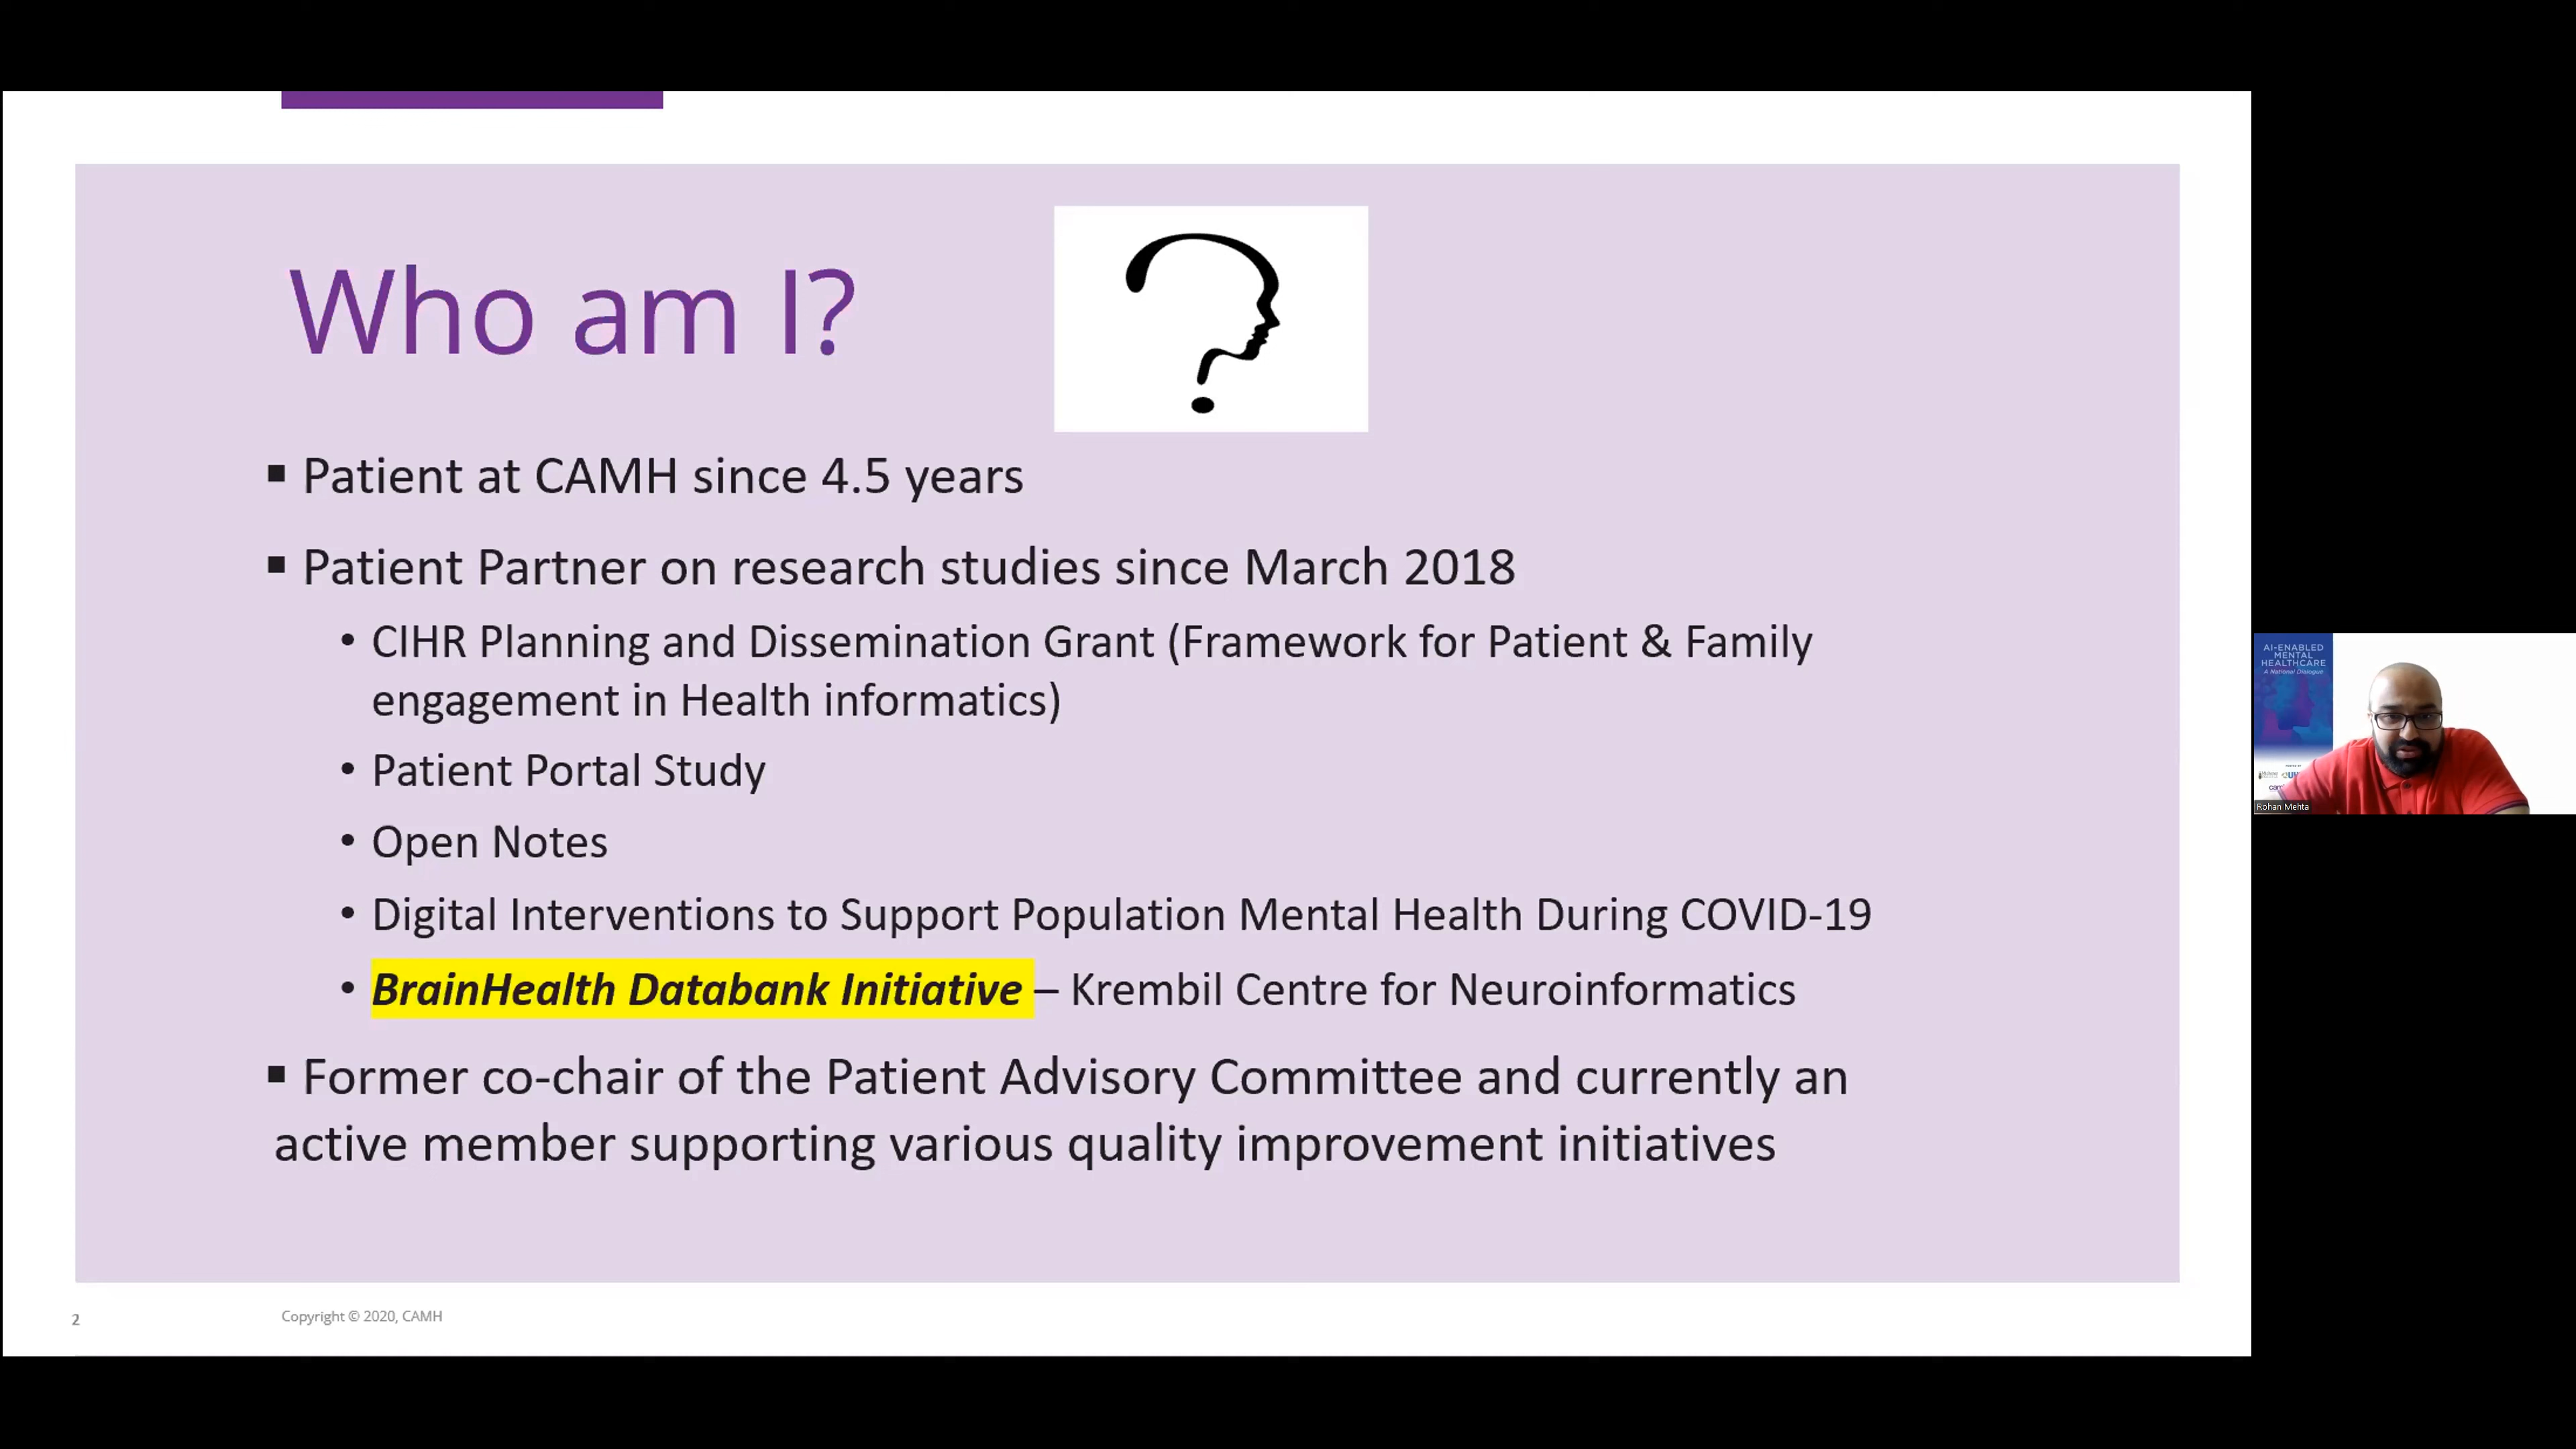 Who am I?
▪ Patient at CAMH since 4.5 years
▪ Patient Partner on research studies since March 2018
• CIHR Planning and Dissemination Grant (Framework for Patient & Family
engagement in Health informatics)
• Patient Portal Study
• Open Notes
• Digital Interventions to Support Population Mental Health During COVID-19
• BrainHealth Databank Initiative – Krembil Centre for Neuroinformatics
▪ Former co-chair of the Patient Advisory Committee and currently an
active member supporting various quality improvement initiatives
2
Copyright © 2020, CAMH
AI-ENABLED
MENTAL
HEALTHCARE
A National Dialogue
Rohan Mehta